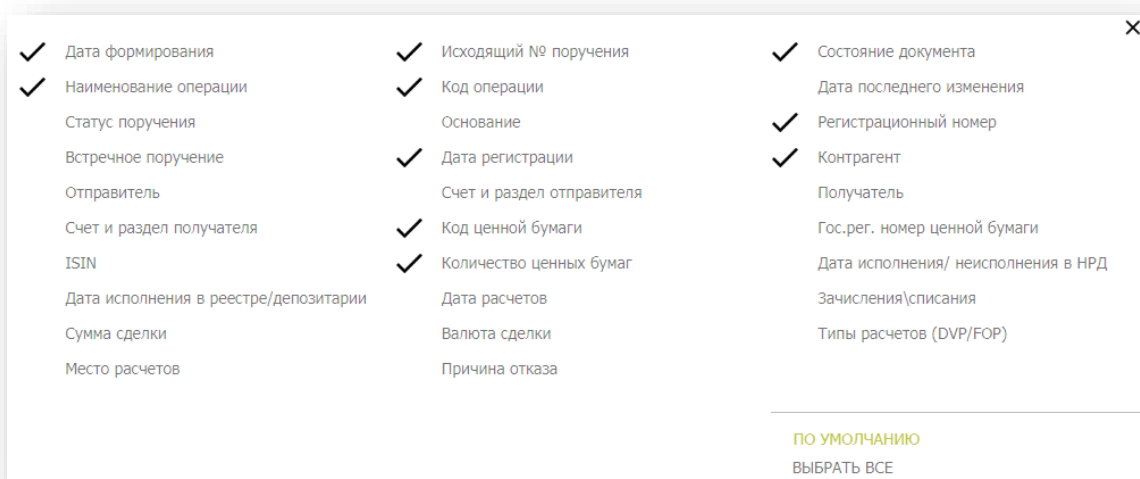 Дата формирования
Исходящий № поручения
Состояние документа
Наименование операции
Код операции
Дата последнего изменения
Статус поручения
Основание
Регистрационный номер
Встречное поручение
Дата регистрации
Контрагент
Отправитель
Счет и раздел отправителя
Получатель
Счет и раздел получателя
Код ценной бумаги
Гос.рег. номер ценной бумаги
ISIN
Количество ценных бумаг
Дата исполнения/ неисполнения в НРД
Дата исполнения в реестре/депозитарии
Дата расчетов
Зачисления\списания
Сумма сделки
Валюта сделки
Типы расчетов (DVP/FOP)
Место расчетов
Причина отказа
ПО УМОЛЧАНИЮ
ВЫБРАТЬ ВСЕ